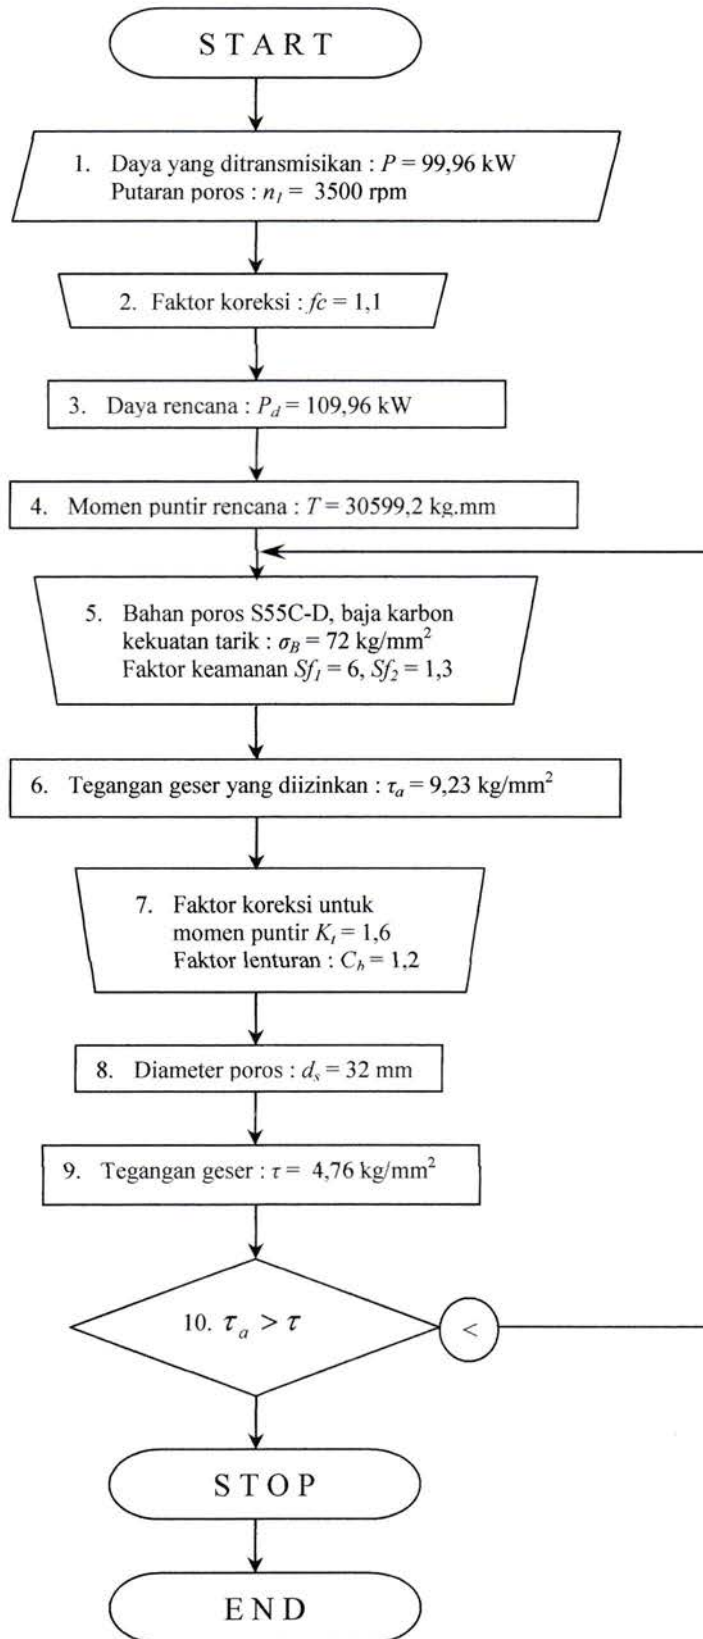 START
1. Daya yang ditransmisikan : P = 99,96 kW
Putaran poros : n1 = 3500 rpm
2. Faktor koreksi : fc = 1,1
3. Daya rencana : Pd = 109,96 kW
4. Momen puntir rencana : T = 30599,2 kg.mm
5. Bahan poros S55C-D, baja karbon
kekuatan tarik : σB = 72 kg/mm²
Faktor keamanan Sf1 = 6, Sf2 = 1,3
6. Tegangan geser yang diizinkan : τa = 9,23 kg/mm²
7. Faktor koreksi untuk
momen puntir Kt = 1,6
Faktor lenturan : Cb = 1,2
8. Diameter poros : ds = 32 mm
9. Tegangan geser : τ = 4,76 kg/mm²
10. τa > τ
<
STOP
END